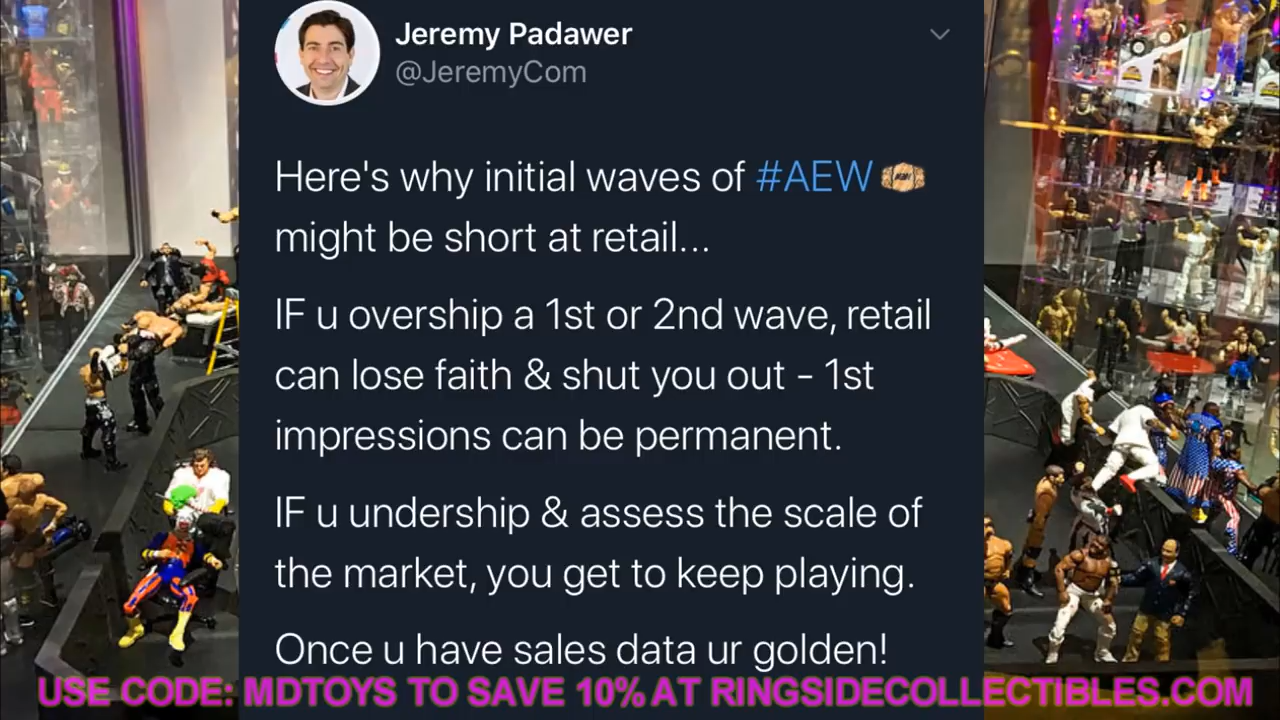 Jeremy Padawer
@JeremyCom
Here's why initial waves of #AEW
might be short at retail...
IF u overship a 1st or 2nd wave, retail
can lose faith & shut you out - 1st
impressions can be permanent.
IF u undership & assess the scale of
the market, you get to keep playing.
Once u have sales data ur golden!
USE CODE: MDTOYS TO SAVE 10% AT RINGSIDECOLLECTIBLES.COM